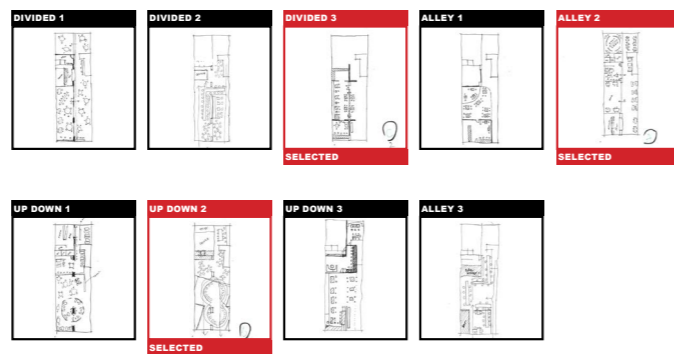 DIVIDED 1
DIVIDED 2
DIVIDED 3
ALLEY 1
ALLEY 2
SELECTED
SELECTED
UP DOWN 1
UP DOWN 2
UP DOWN 3
ALLEY 3
SELECTED